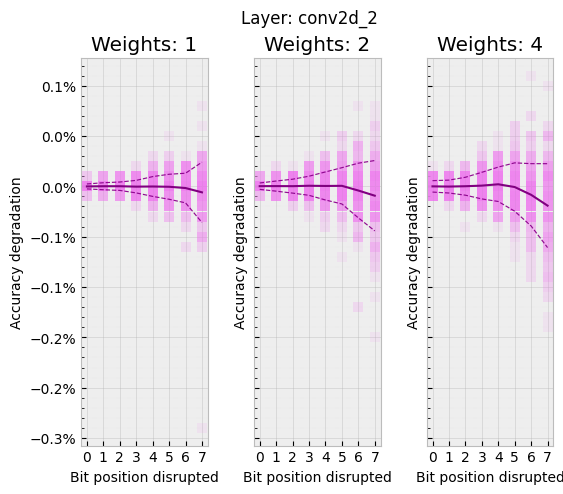 Layer: conv2d_2
Weights: 1
Weights: 2
Weights: 4
0.1%
0.0%
0.0%
−0.1%
−0.1%
−0.2%
−0.2%
−0.3%
Accuracy degradation
Accuracy degradation
Accuracy degradation
0 1 2 3 4 5 6 7
0 1 2 3 4 5 6 7
0 1 2 3 4 5 6 7
Bit position disrupted
Bit position disrupted
Bit position disrupted